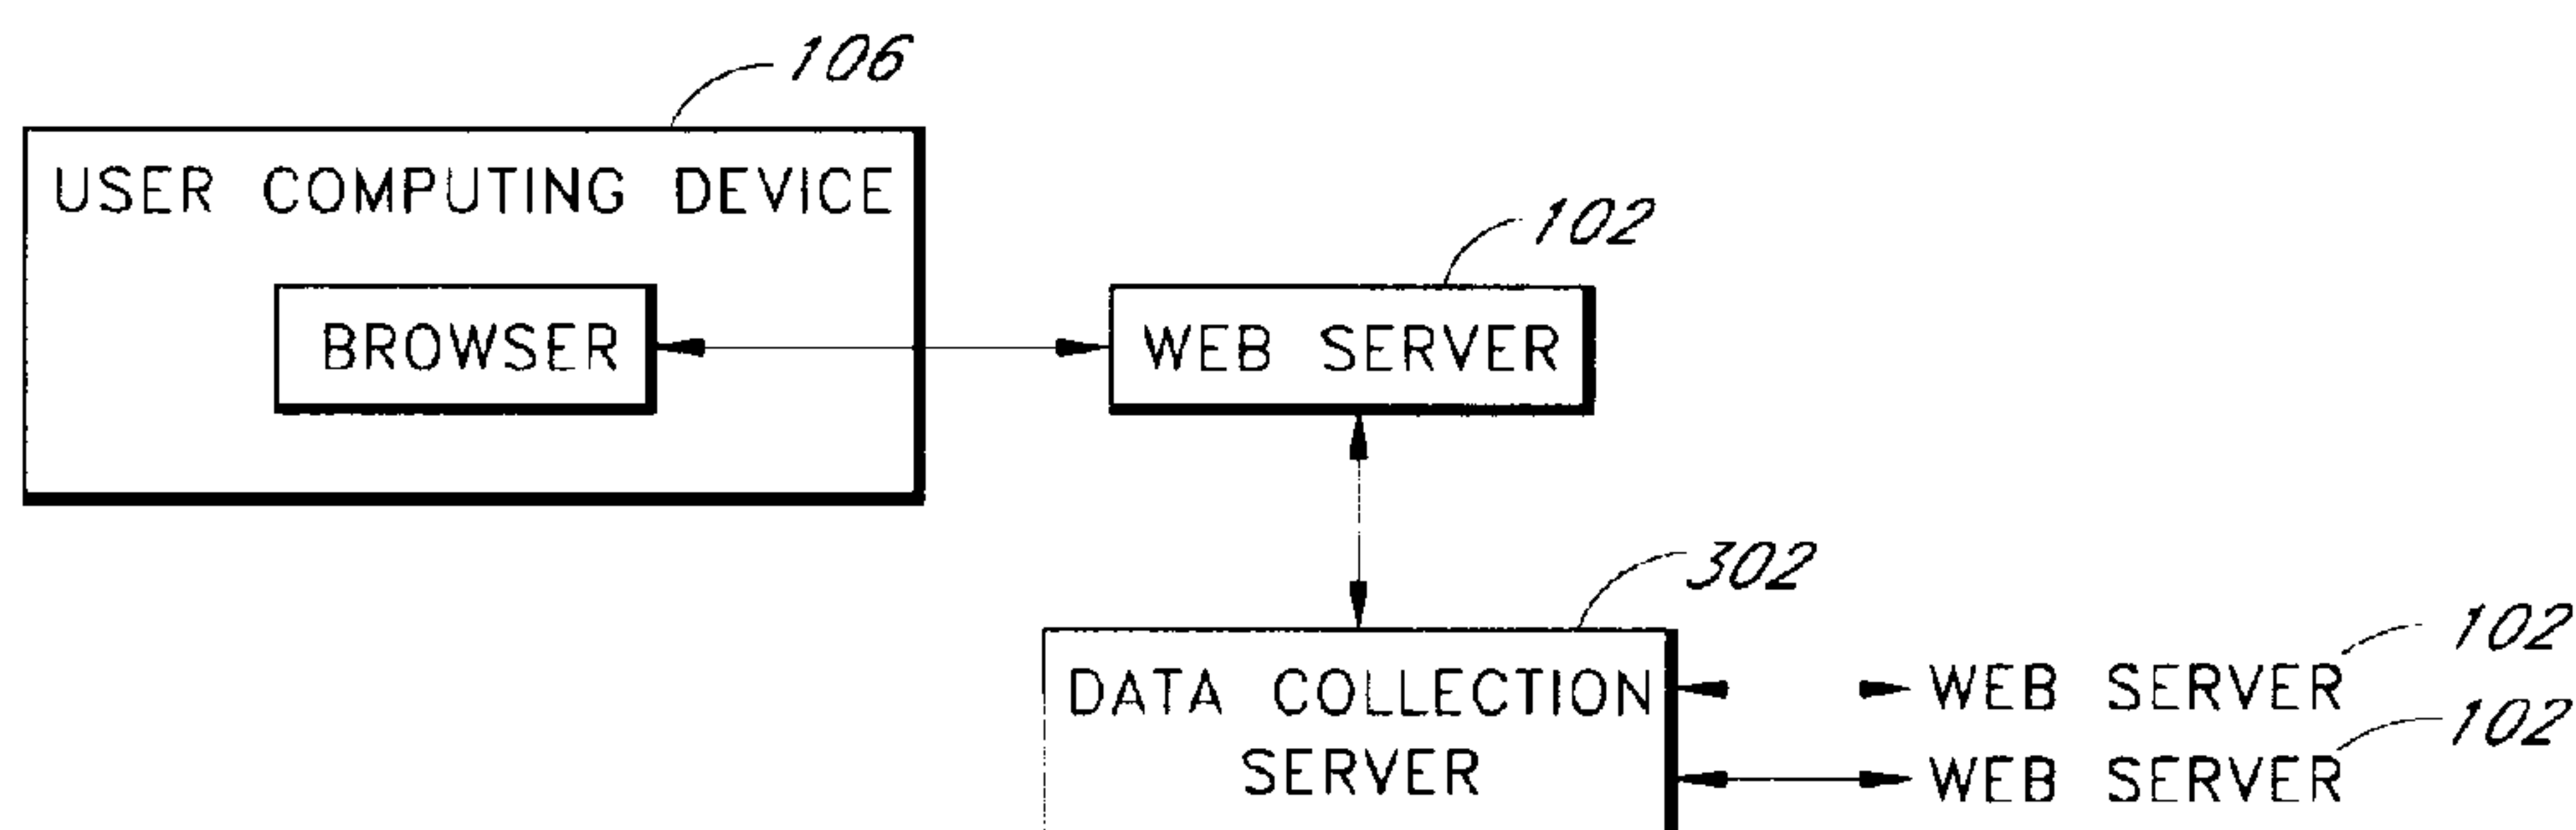 106
USER COMPUTING DEVICE
102
BROWSER
WEB SERVER
302
102
DATA COLLECTION
WEB SERVER
102
SERVER
WEB SERVER